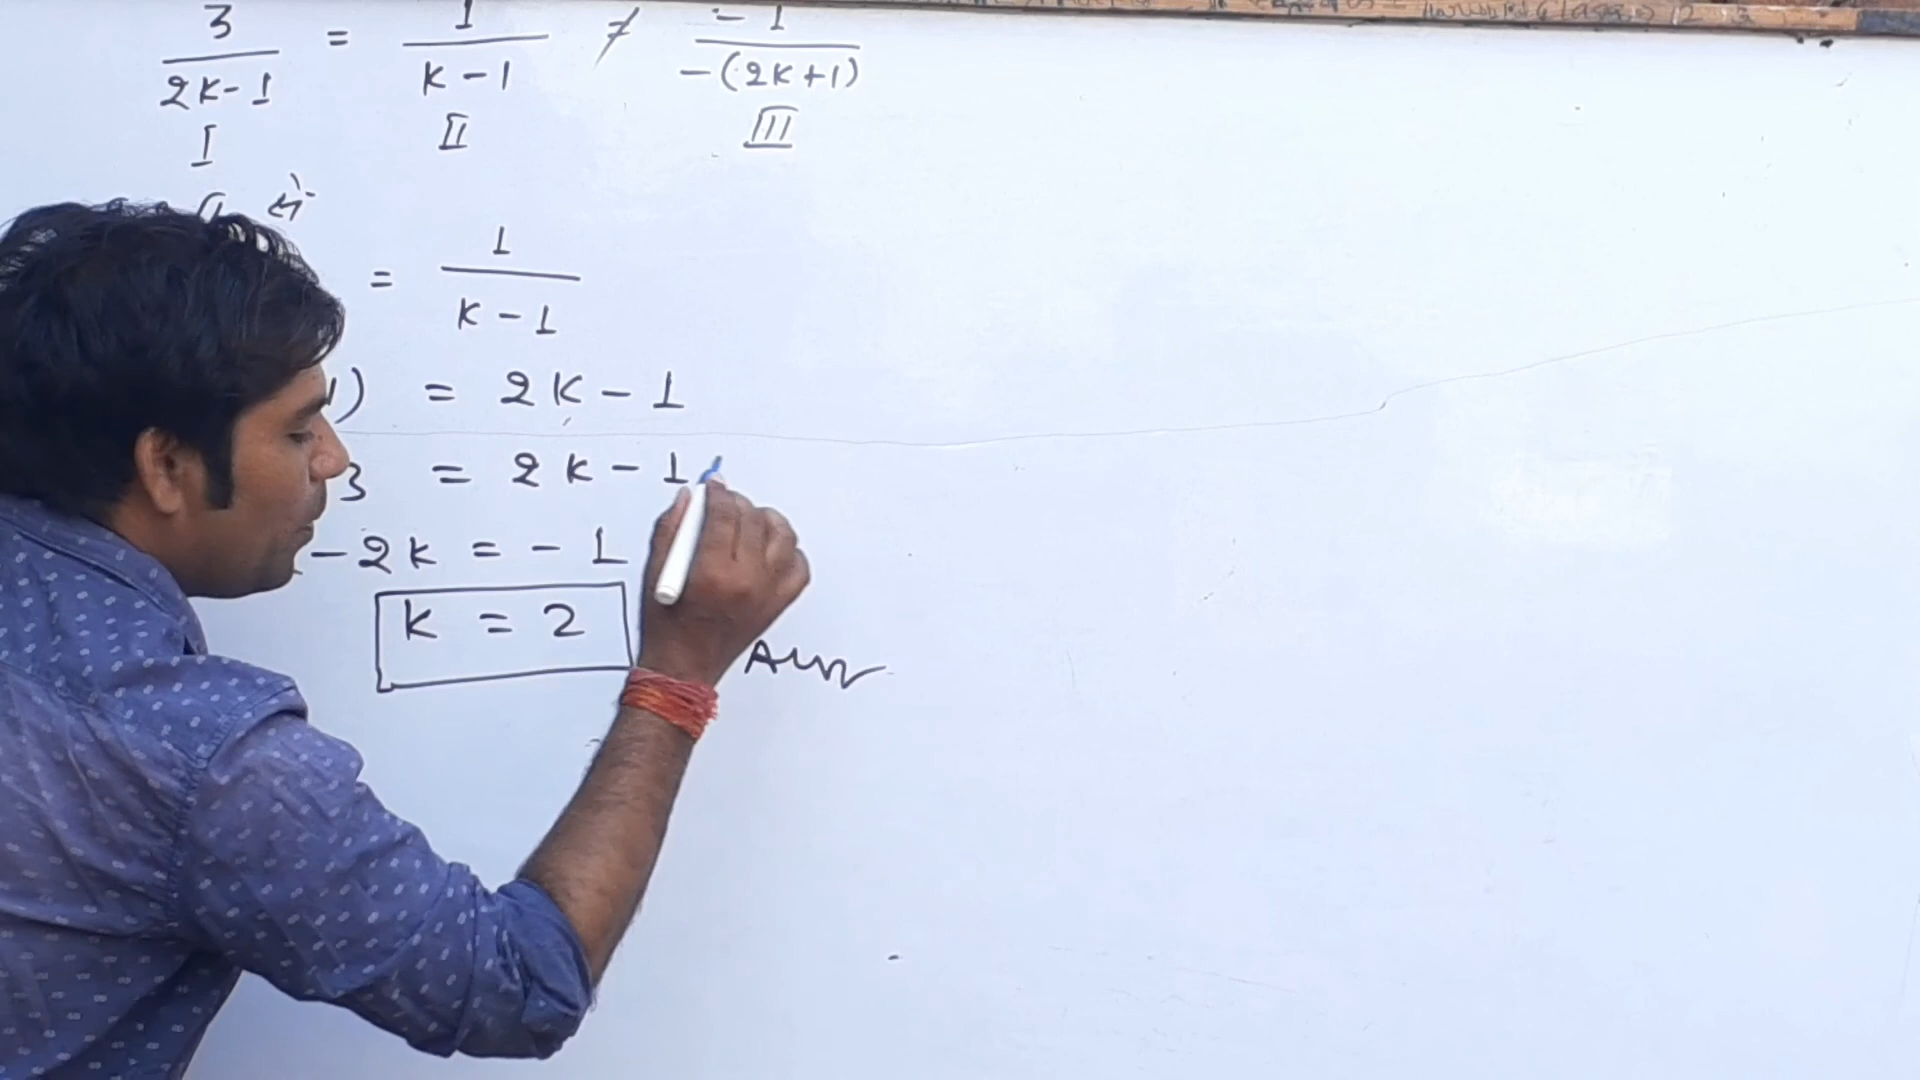 3/(2k-1) = 1/(k-1) ≠ -1/(-(2k+1))
I II III
से
= 1/(k-1)
1) = 2k-1
3 = 2k-1
-2k = -1
k = 2
Ans